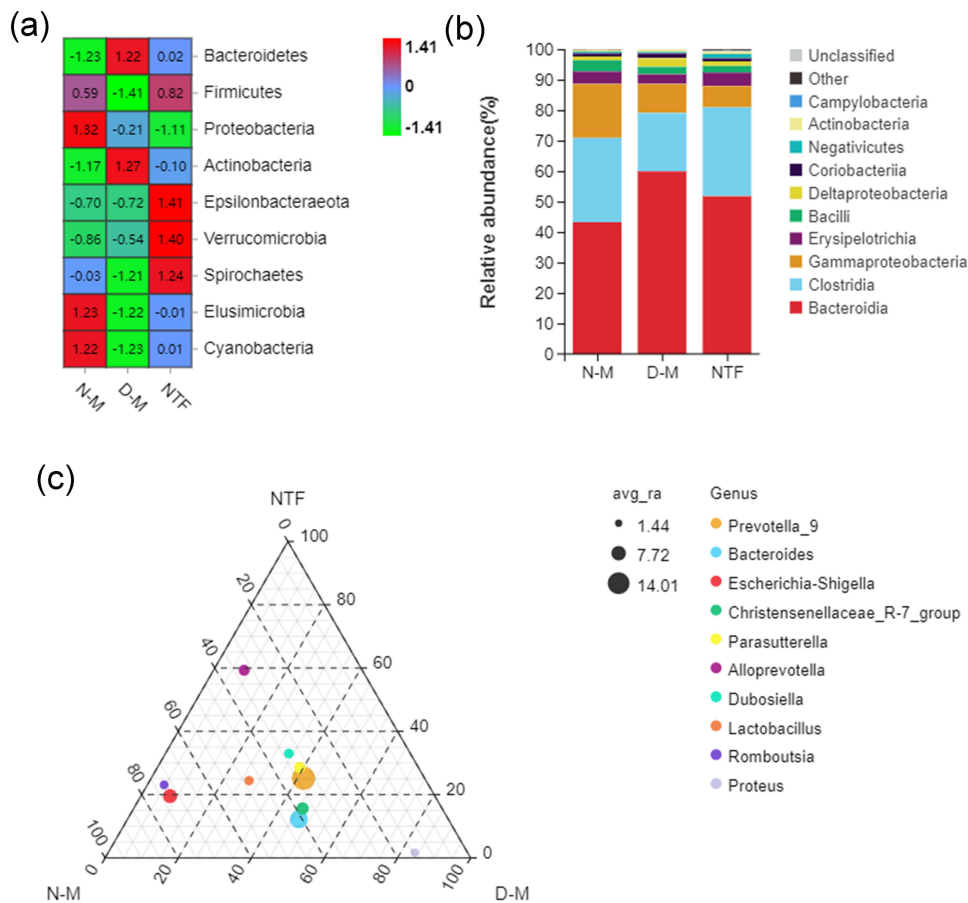 (a)
-1.23 1.22 0.02 Bacteroidetes
0.59 -1.41 0.82 Firmicutes
1.32 -0.21 -1.11 Proteobacteria
-1.17 1.27 -0.10 Actinobacteria
-0.70 -0.72 1.41 Epsilonbacteraeota
-0.86 -0.54 1.40 Verrucomicrobia
-0.03 -1.21 1.24 Spirochaetes
1.23 -1.22 -0.01 Elusimicrobia
1.22 -1.23 0.01 Cyanobacteria
N-M D-M NTF
1.41
-1.41
(b)
Relative abundance(%)
100
90
80
70
60
50
40
30
20
10
0
N-M D-M NTF
Unclassified
Other
Campylobacteria
Actinobacteria
Negativicutes
Coriobacteriia
Deltaproteobacteria
Bacilli
Erysipelotrichia
Gammaproteobacteria
Clostridia
Bacteroidia
(c)
NTF
0 100
20 80
40 60
60 40
80 20
100 0
0 20 40 60 80 100
N-M D-M
avg_ra
1.44
7.72
14.01
Genus
Prevotella_9
Bacteroides
Escherichia-Shigella
Christensenellaceae_R-7_group
Parasutterella
Alloprevotella
Dubosiella
Lactobacillus
Romboutsia
Proteus